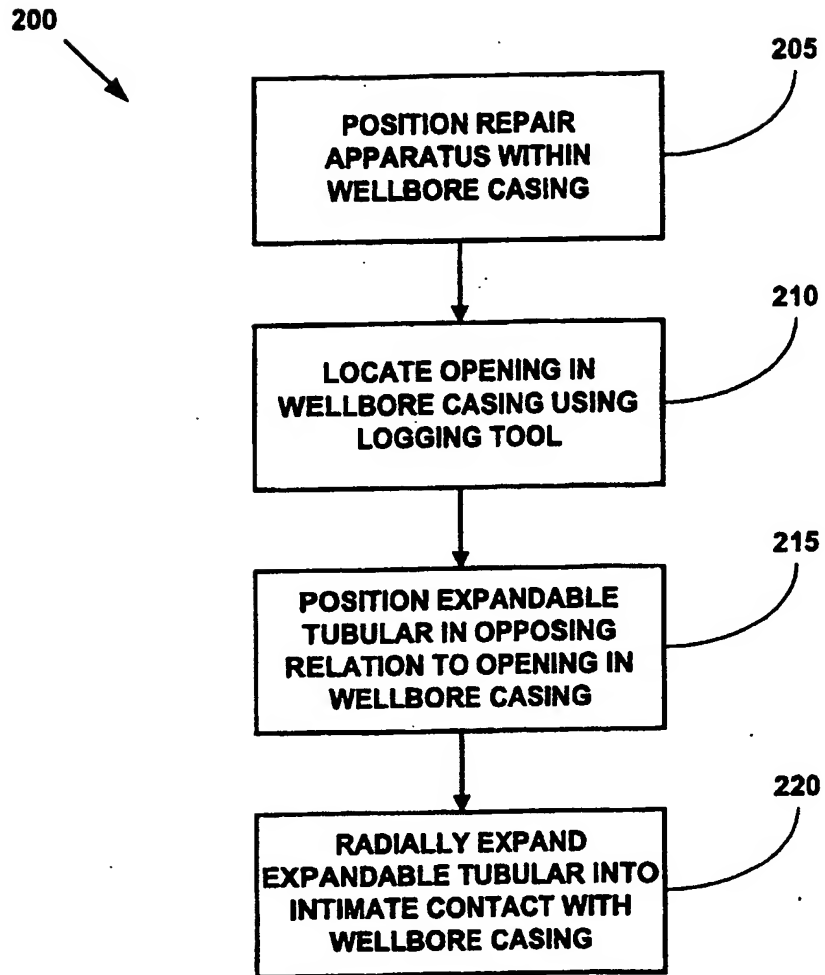 200
205
POSITION REPAIR
APPARATUS WITHIN
WELLBORE CASING
210
LOCATE OPENING IN
WELLBORE CASING USING
LOGGING TOOL
215
POSITION EXPANDABLE
TUBULAR IN OPPOSING
RELATION TO OPENING IN
WELLBORE CASING
220
RADIALLY EXPAND
EXPANDABLE TUBULAR INTO
INTIMATE CONTACT WITH
WELLBORE CASING